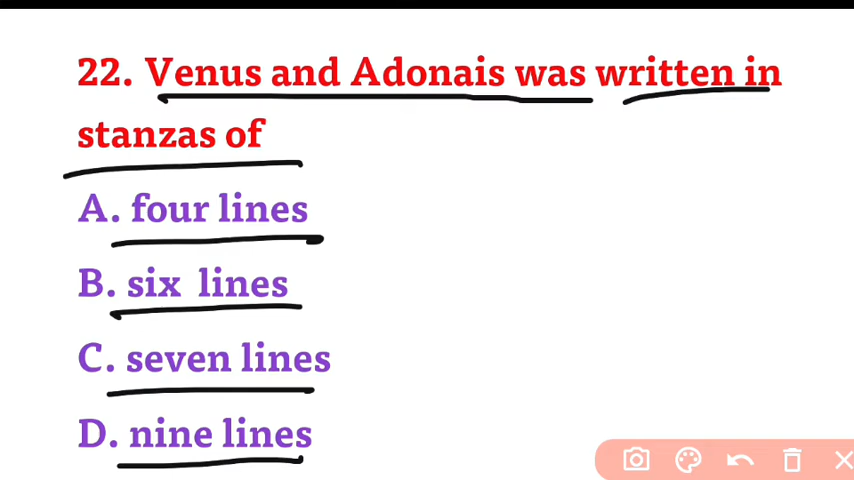 22. Venus and Adonais was written in
stanzas of
A. four lines
B. six lines
C. seven lines
D. nine lines